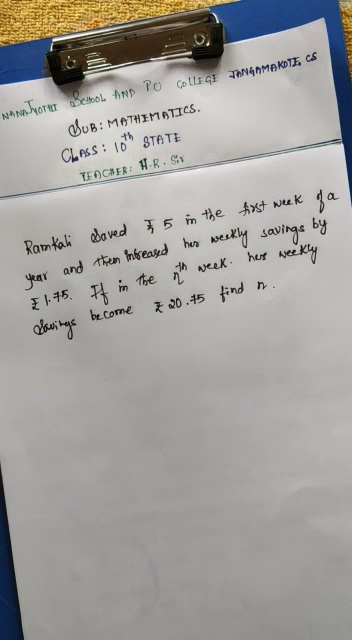 NANA JYOTHI SCHOOL AND PU COLLEGE JANGAMAKOTE, CS
SUB: MATHEMATICS.
CLASS: 10th STATE
TEACHER: H.R. Sir
Ramkali Saved ₹ 5 in the first week of a
year and then increased her weekly savings by
₹ 1.75. If in the nth week. her weekly
Savings become ₹ 20.75 find n.